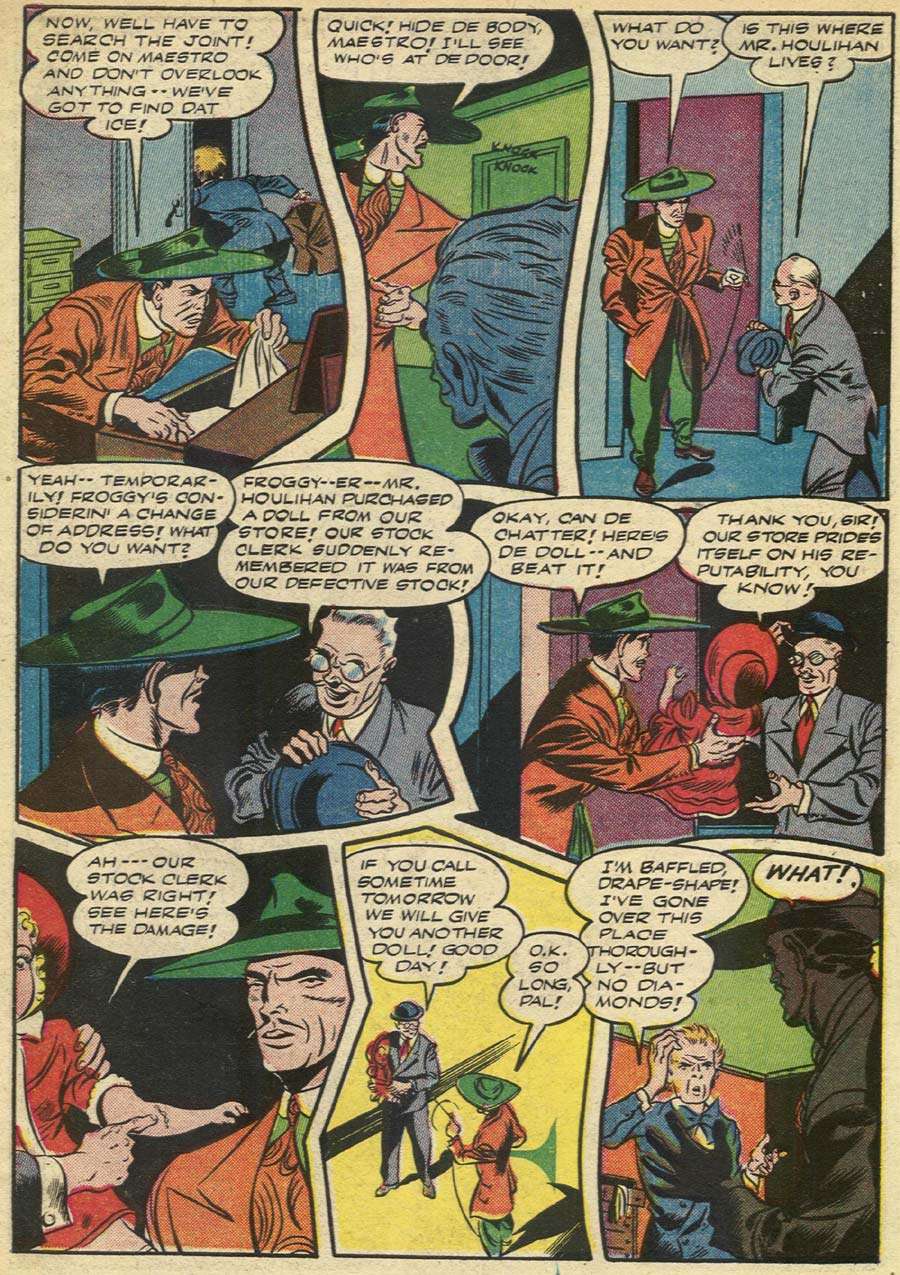 NOW, WE'LL HAVE TO
SEARCH THE JOINT!
COME ON MAESTRO
AND DON'T OVERLOOK
ANYTHING -- WE'VE
GOT TO FIND DAT
ICE!
QUICK! HIDE DE BODY,
MAESTRO! I'LL SEE
WHO'S AT DE DOOR!
KNOCK
KNOCK
WHAT DO
YOU WANT?
IS THIS WHERE
MR. HOULIHAN
LIVES?
YEAH -- TEMPORAR-
ILY! FROGGY'S CON-
SIDERIN' A CHANGE
OF ADDRESS! WHAT
DO YOU WANT?
FROGGY--ER--MR.
HOULIHAN PURCHASED
A DOLL FROM OUR
STORE! OUR STOCK
CLERK SUDDENLY RE-
MEMBERED IT WAS FROM
OUR DEFECTIVE STOCK!
OKAY, CAN DE
CHATTER! HERE'S
DE DOLL -- AND
BEAT IT!
THANK YOU, SIR!
OUR STORE PRIDES
ITSELF ON HIS RE-
PUTABILITY, YOU
KNOW!
AH --- OUR
STOCK CLERK
WAS RIGHT!
SEE HERE'S
THE DAMAGE!
IF YOU CALL
SOMETIME
TOMORROW
WE WILL GIVE
YOU ANOTHER
DOLL! GOOD
DAY!
O.K.
SO
LONG,
PAL!
I'M BAFFLED,
DRAPE-SHAPE!
I'VE GONE
OVER THIS
PLACE
THOROUGH-
LY -- BUT
NO DIA-
MONDS!
WHAT!